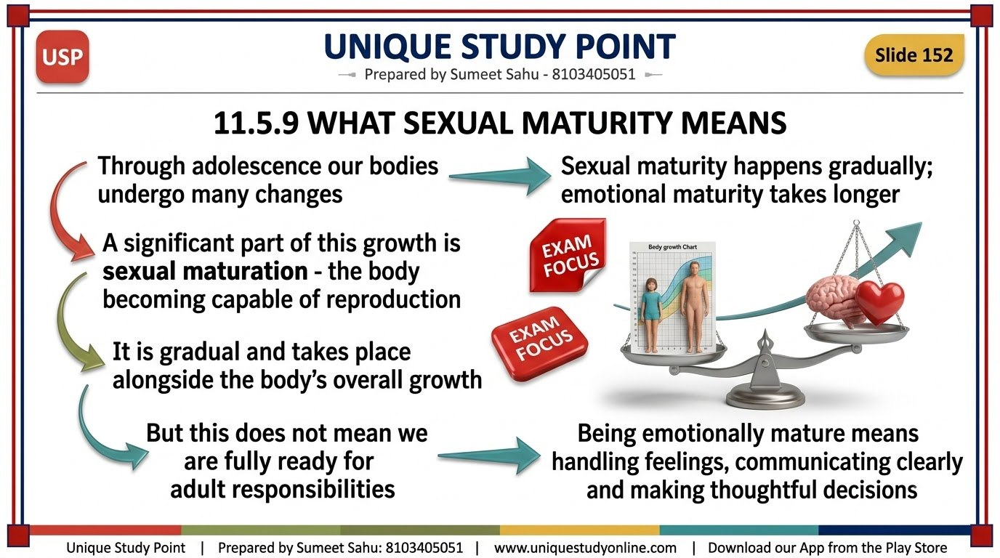 USP
UNIQUE STUDY POINT
Prepared by Sumeet Sahu - 8103405051
Slide 152
11.5.9 WHAT SEXUAL MATURITY MEANS
Through adolescence our bodies
undergo many changes
Sexual maturity happens gradually;
emotional maturity takes longer
A significant part of this growth is
sexual maturation - the body
becoming capable of reproduction
EXAM
FOCUS
Bedy growth Chart
EXAM
FOCUS
It is gradual and takes place
alongside the body's overall growth
But this does not mean we
are fully ready for
adult responsibilities
Being emotionally mature means
handling feelings, communicating clearly
and making thoughtful decisions
Unique Study Point | Prepared by Sumeet Sahu: 8103405051 | www.uniquestudyonline.com | Download our App from the Play Store